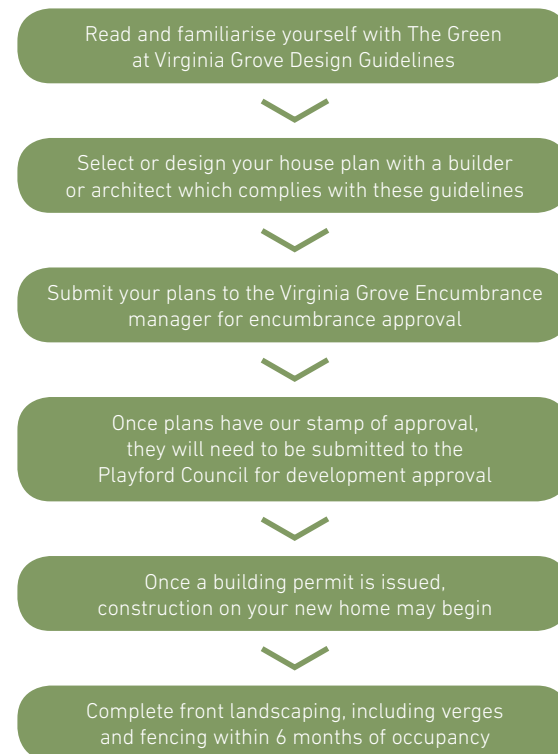 Read and familiarise yourself with The Green
at Virginia Grove Design Guidelines
Select or design your house plan with a builder
or architect which complies with these guidelines
Submit your plans to the Virginia Grove Encumbrance
manager for encumbrance approval
Once plans have our stamp of approval,
they will need to be submitted to the
Playford Council for development approval
Once a building permit is issued,
construction on your new home may begin
Complete front landscaping, including verges
and fencing within 6 months of occupancy